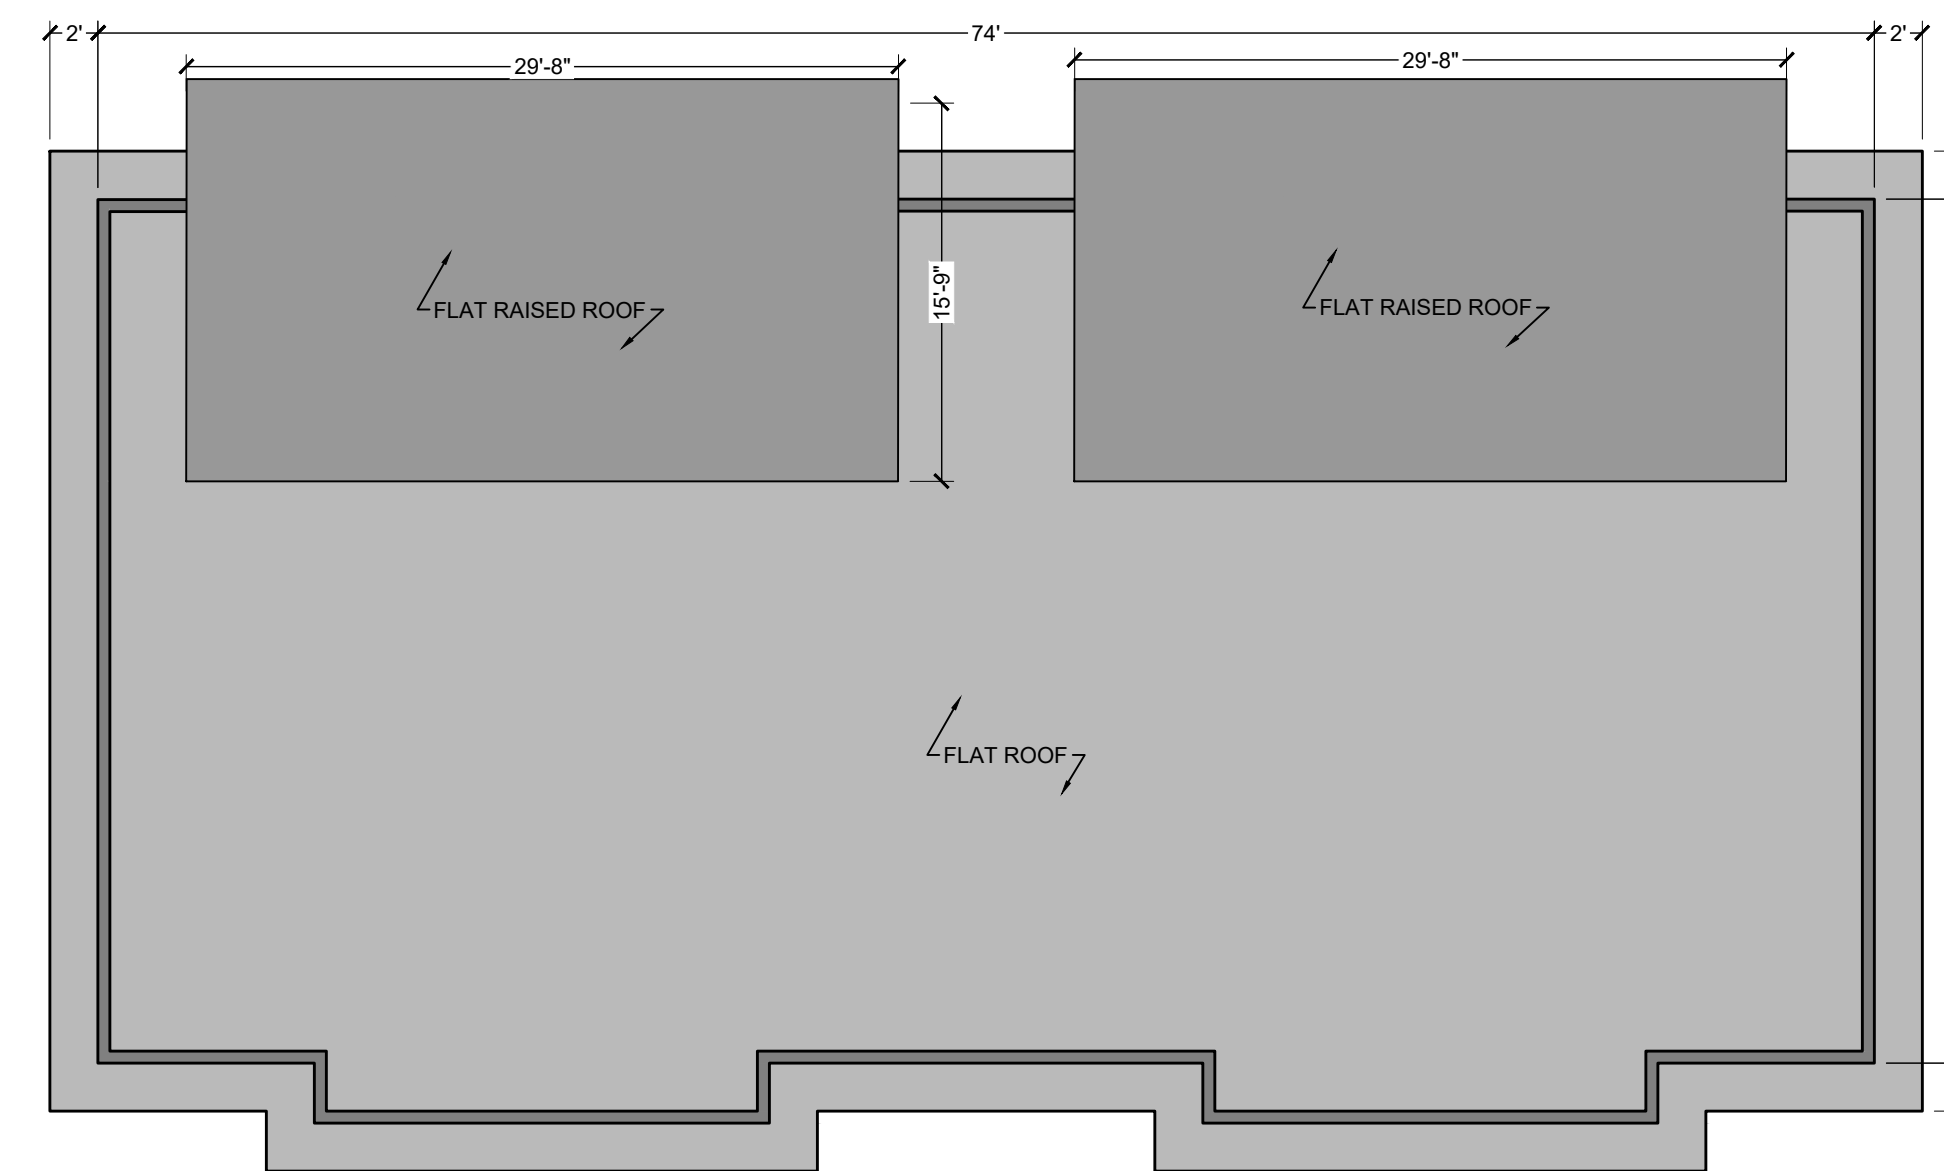 2'
74'
2'
29'-8"
29'-8"
15'-9"
FLAT RAISED ROOF
FLAT RAISED ROOF
FLAT ROOF